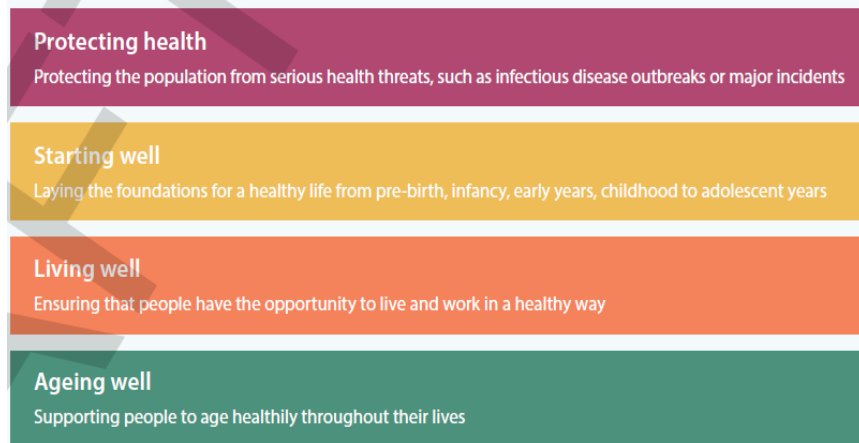 Protecting health
Protecting the population from serious health threats, such as infectious disease outbreaks or major incidents
Starting well
Laying the foundations for a healthy life from pre-birth, infancy, early years, childhood to adolescent years
Living well
Ensuring that people have the opportunity to live and work in a healthy way
Ageing well
Supporting people to age healthily throughout their lives